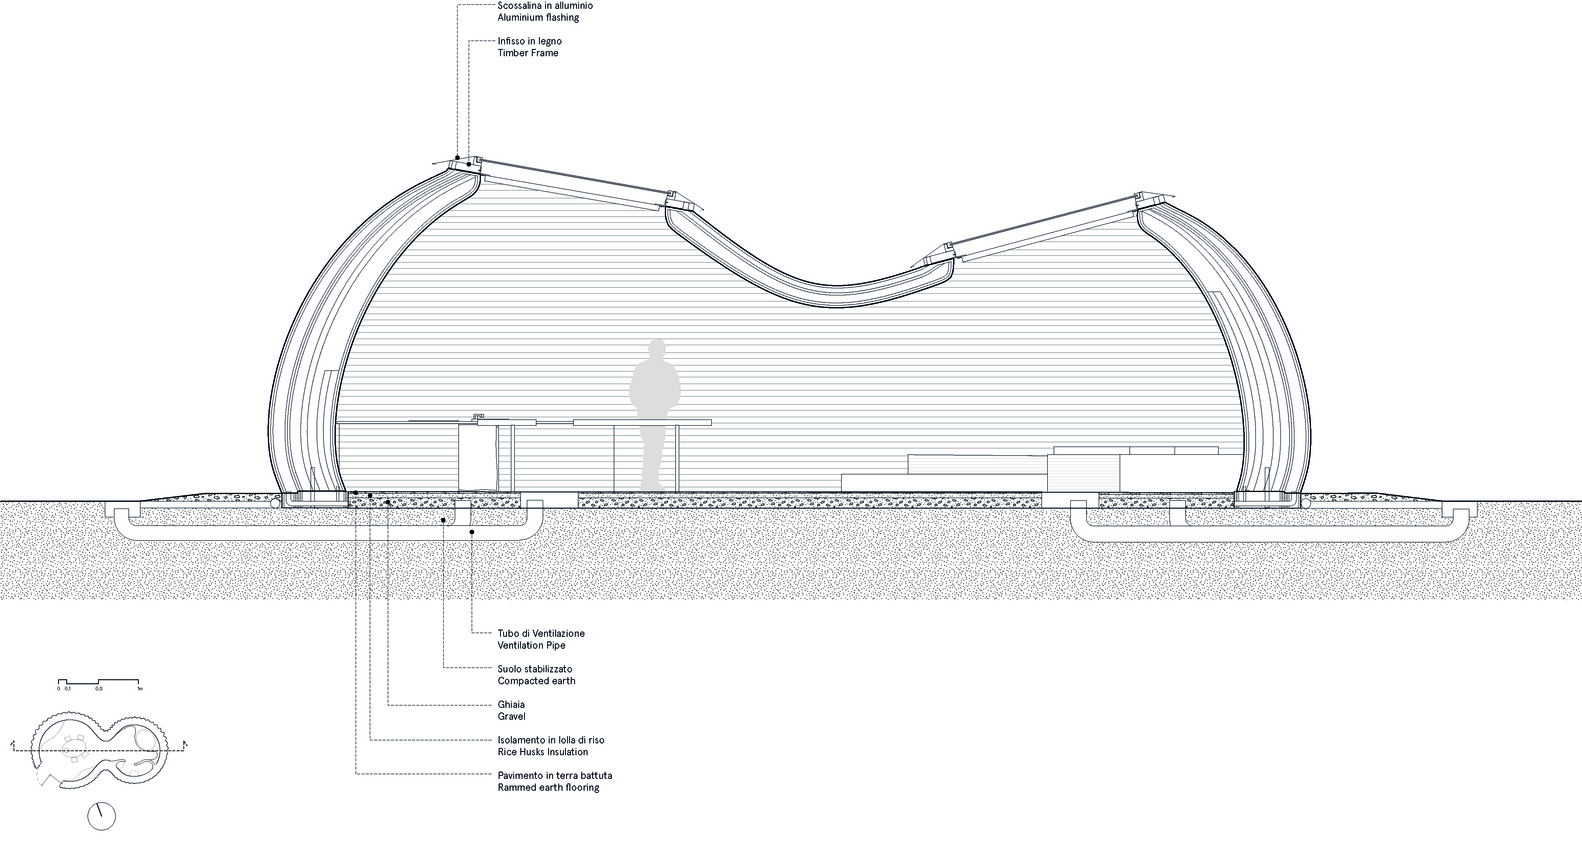 Scossalina in alluminio
Aluminium flashing
Infisso in legno
Timber Frame
Tubo di Ventilazione
Ventilation Pipe
Suolo stabilizzato
Compacted earth
Ghiaia
Gravel
Isolamento in lolla di riso
Rice Husks Insulation
Pavimento in terra battuta
Rammed earth flooring
0 0,1 0,5 1m